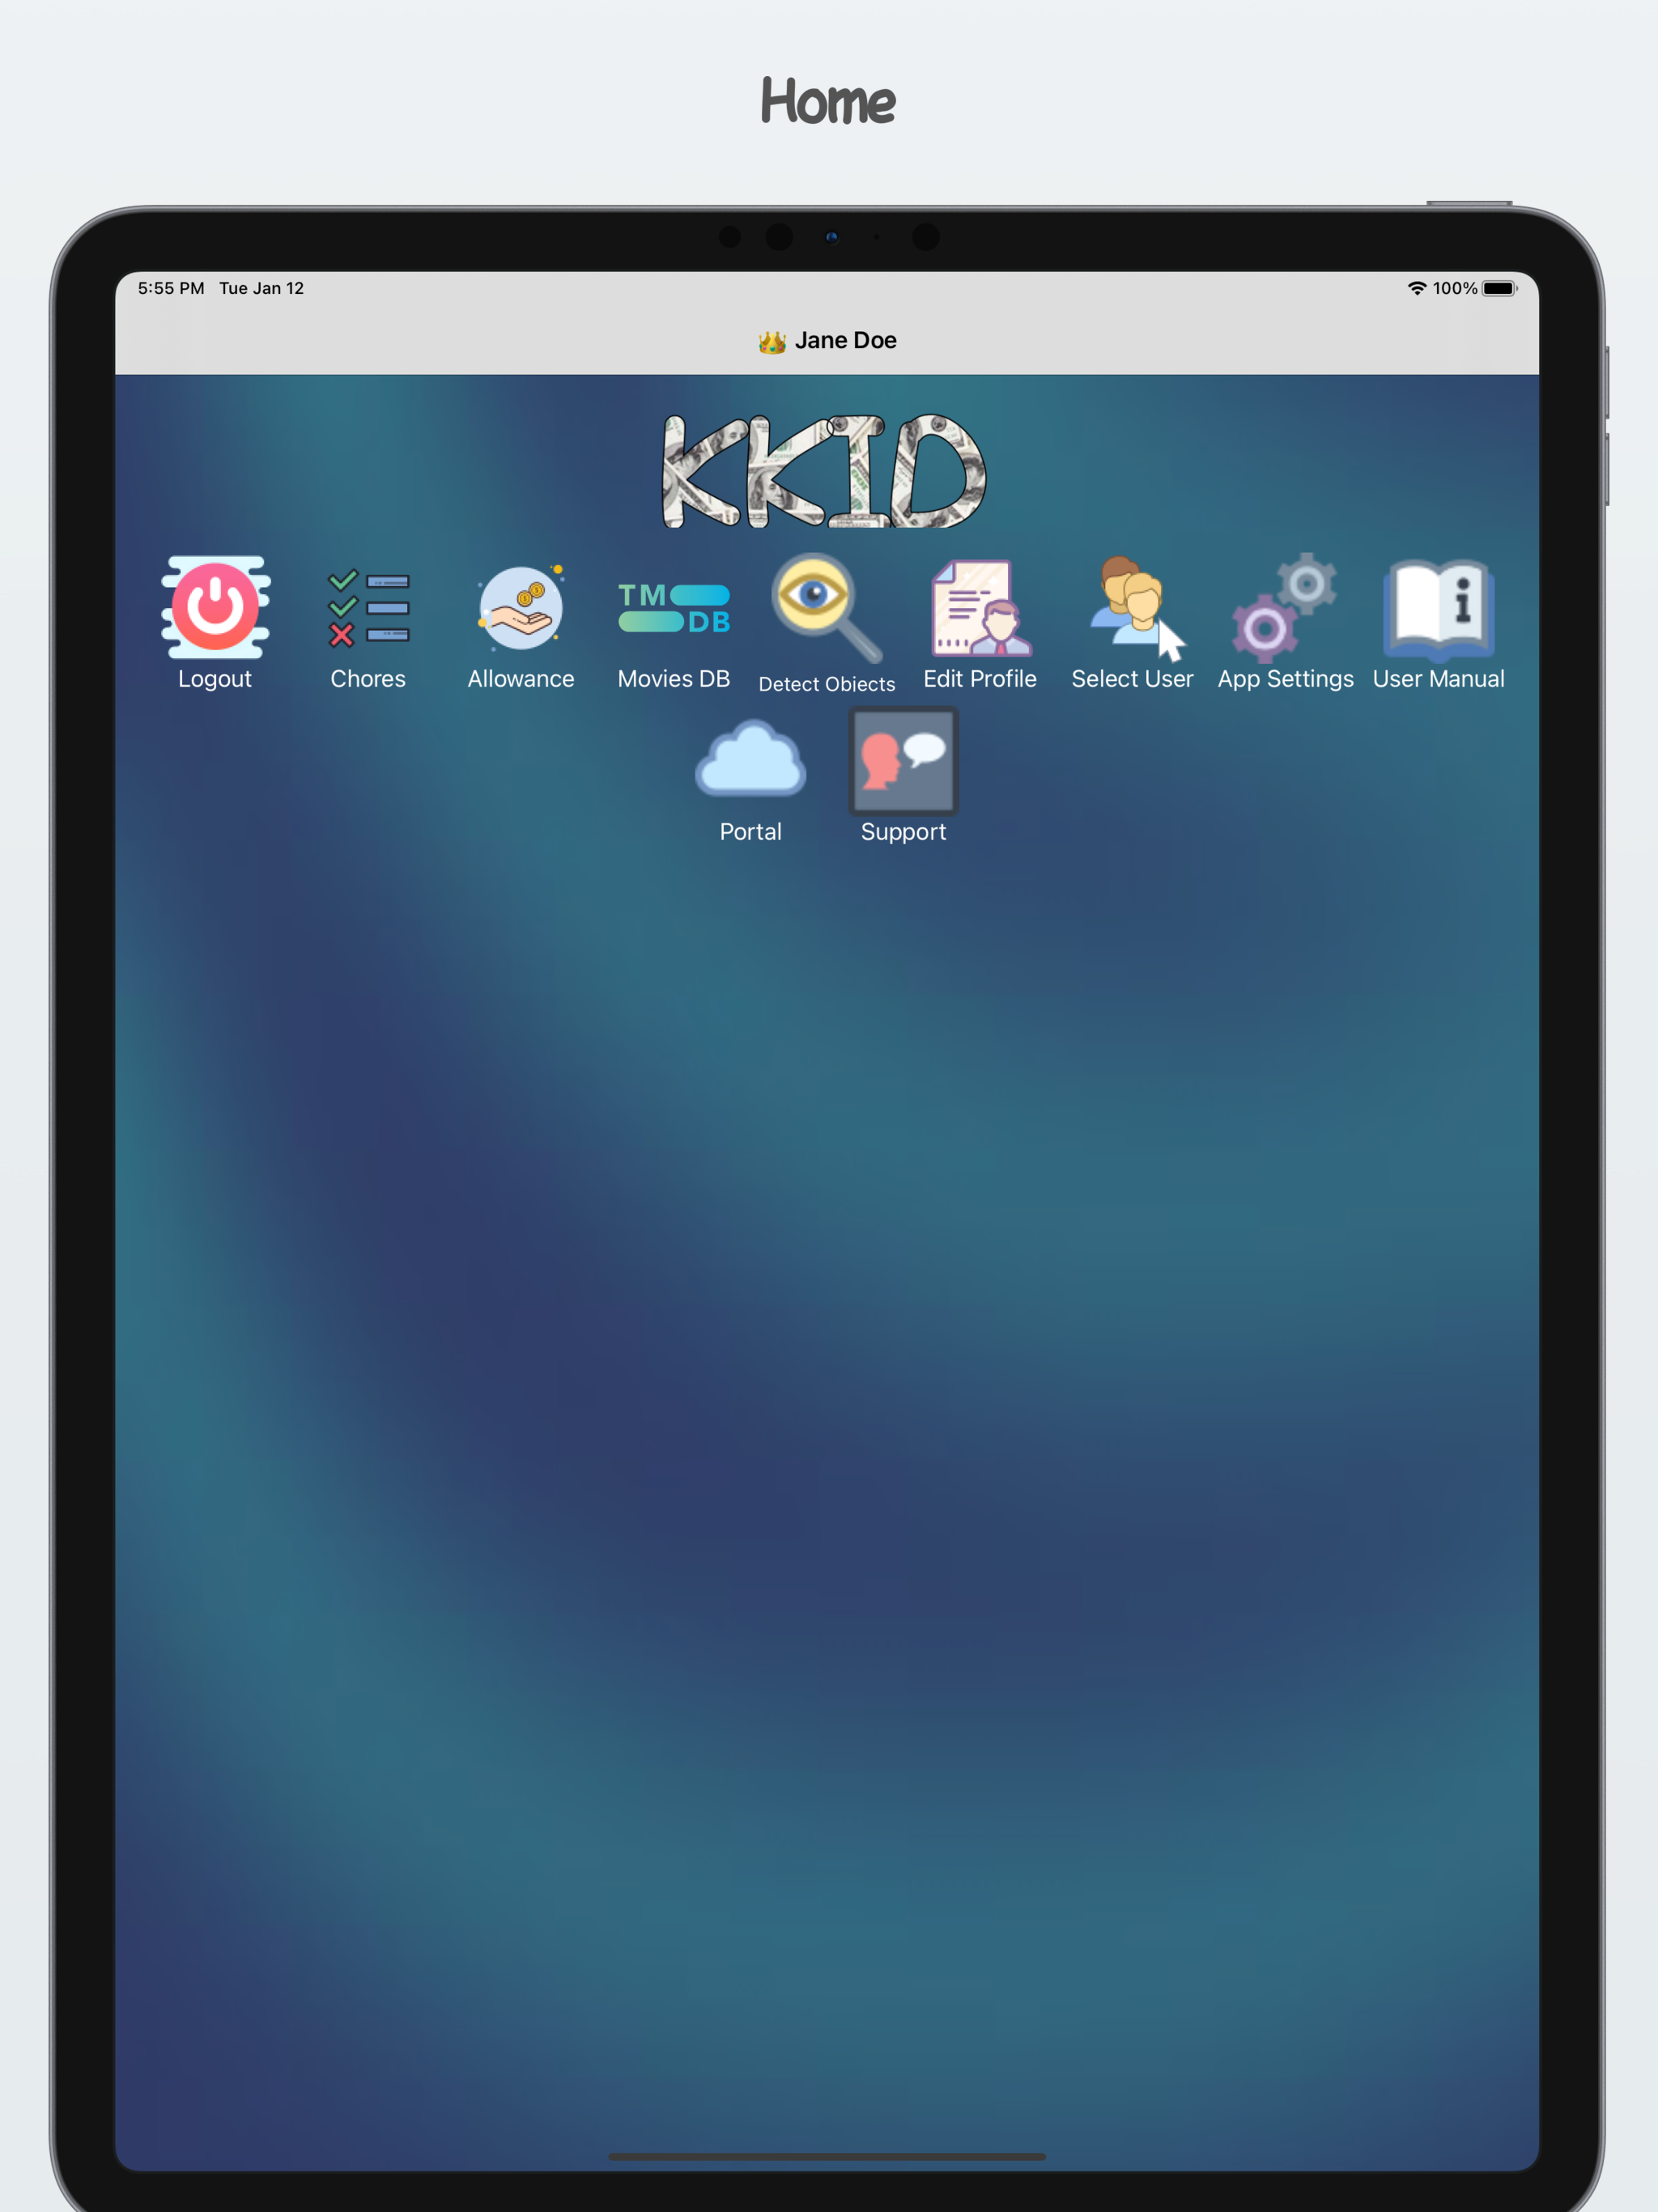 Home
5:55 PM Tue Jan 12
100%
Jane Doe
KKID
TM
DB
Logout
Chores
Allowance
Movies DB
Detect Objects
Edit Profile
Select User
App Settings
User Manual
Portal
Support